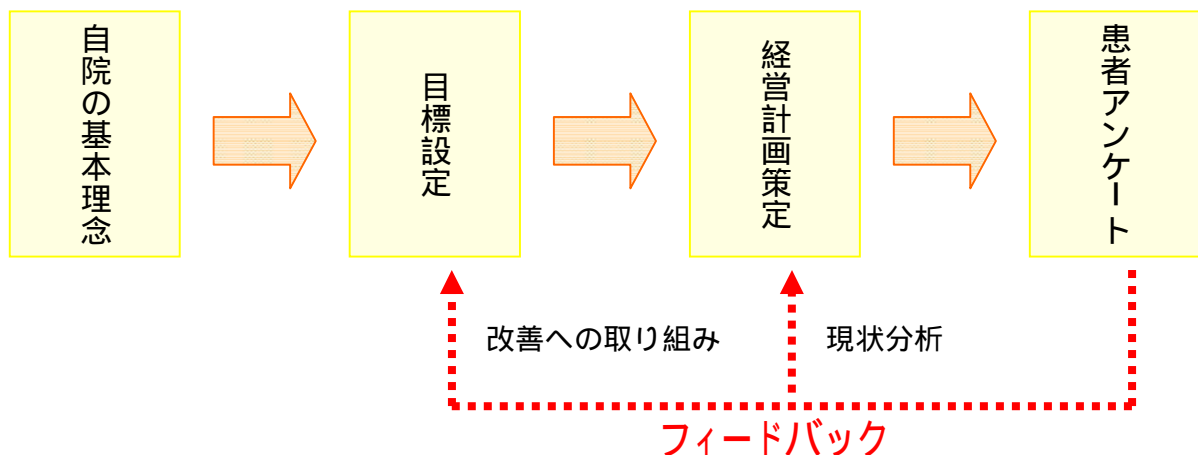 自院の基本理念
目標設定
経営計画策定
患者アンケート
改善への取り組み
現状分析
フィードバック